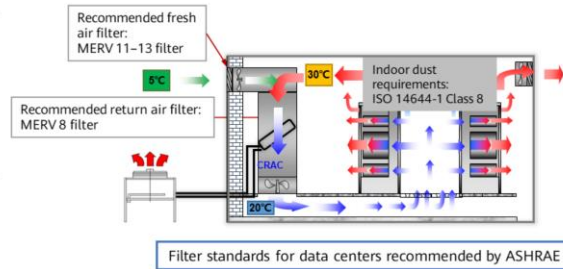 Recommended fresh
air filter:
MERV 11–13 filter
5℃
30℃
Indoor dust
requirements:
ISO 14644-1 Class 8
Recommended return air filter:
MERV 8 filter
CRAC
20℃
Filter standards for data centers recommended by ASHRAE